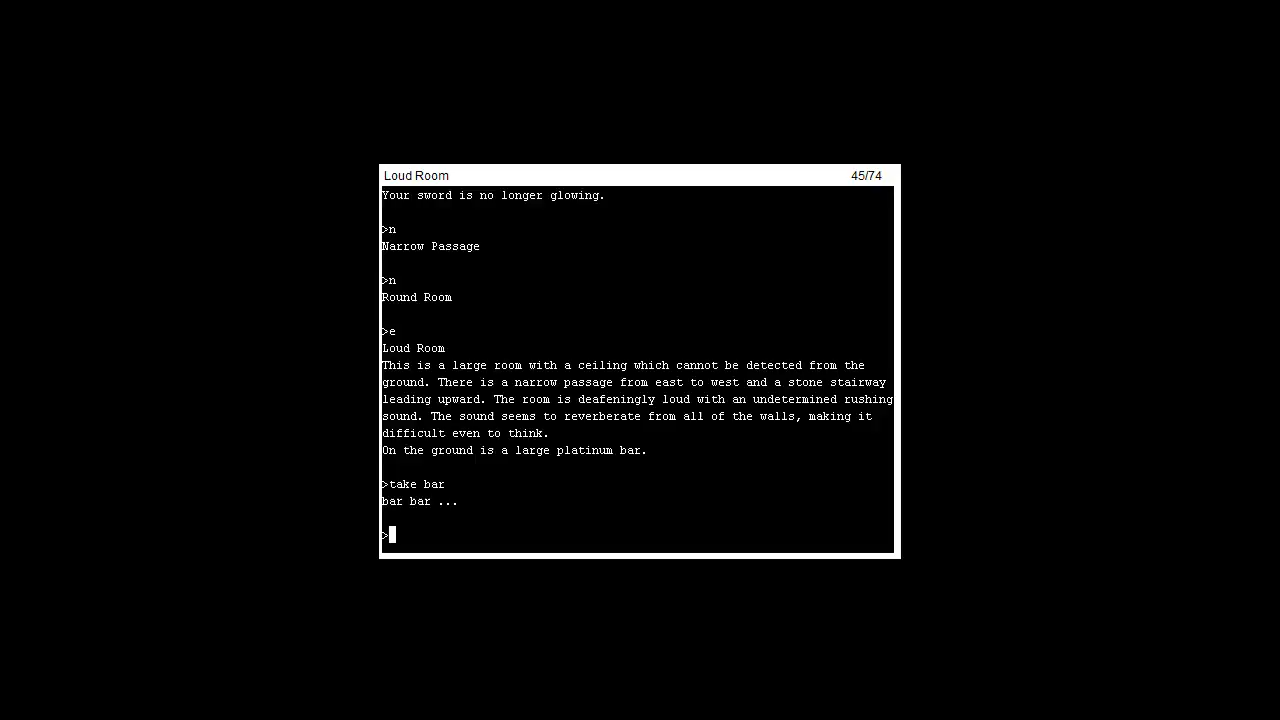 Loud Room 45/74
Your sword is no longer glowing.
>n
Narrow Passage
>n
Round Room
>e
Loud Room
This is a large room with a ceiling which cannot be detected from the
ground. There is a narrow passage from east to west and a stone stairway
leading upward. The room is deafeningly loud with an undetermined rushing
sound. The sound seems to reverberate from all of the walls, making it
difficult even to think.
On the ground is a large platinum bar.
>take bar
bar bar ...
>